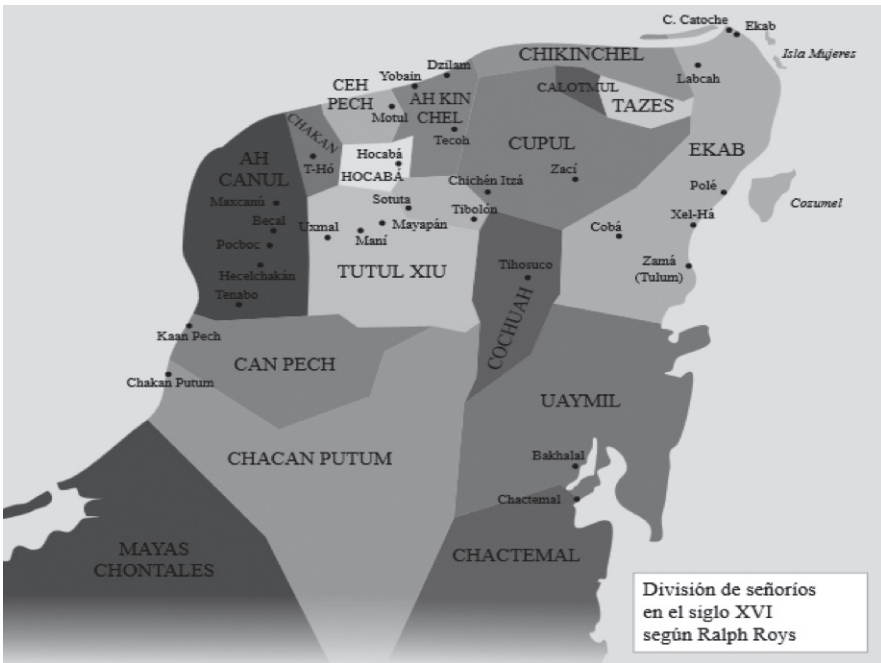 C. Catoche
Ekab
Isla Mujeres
CHIKINCHEL
Dzilam
Yobain
CEH
PECH
Labcah
CALOTMUL
AH KIN
CHEL
TAZES
Motul
CHAKAN
Tecoh
CUPUL
EKAB
Hocabá
HOCABÁ
AH
CANUL
T-Hó
Zací
Chichén Itzá
Polé
Maxcanú
Sotuta
Cozumel
Tibolón
Becal
Uxmal
Mayapán
Xel-Há
Cobá
Maní
Pocboc
Zamá
(Tulum)
Hecelchakán
TUTUL XIU
Tihosuco
Tenabo
COCHUAH
Kaan Pech
CAN PECH
Chakan Putum
UAYMIL
CHACAN PUTUM
Bakhalal
Chactemal
MAYAS
CHONTALES
CHACTEMAL
División de señoríos
en el siglo XVI
según Ralph Roys